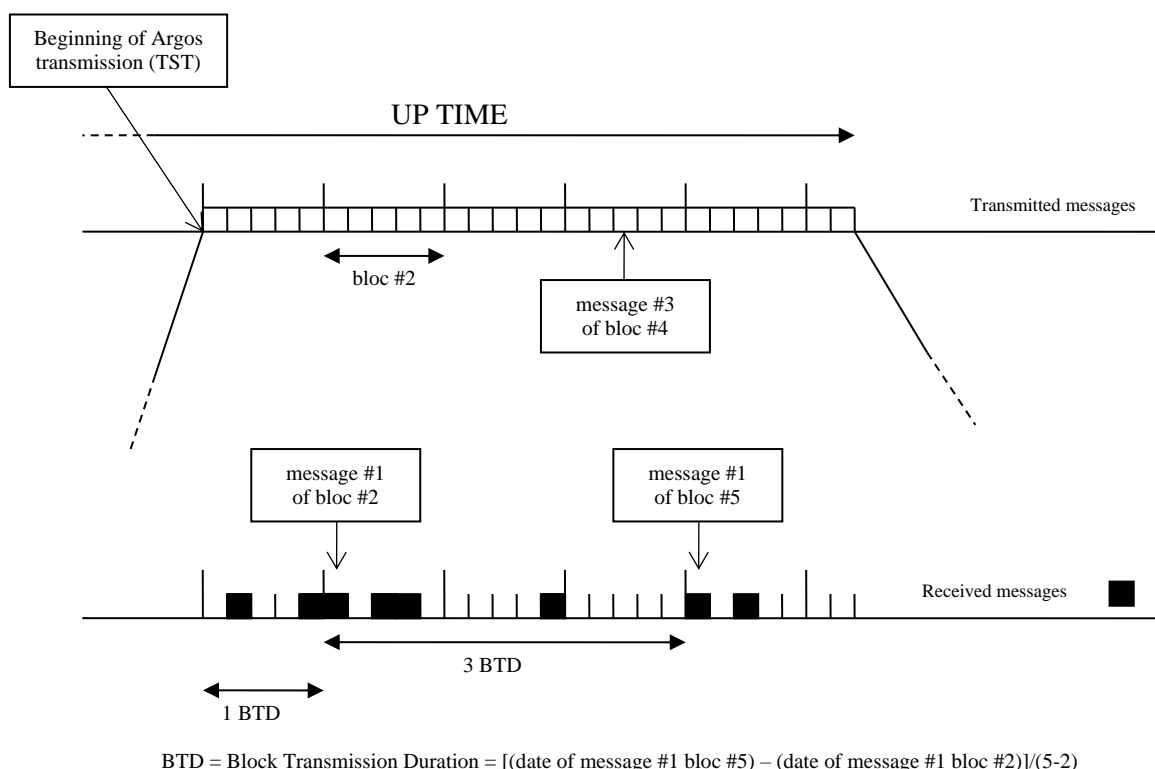 Beginning of Argos
transmission (TST)
UP TIME
Transmitted messages
bloc #2
message #3
of bloc #4
message #1
of bloc #2
message #1
of bloc #5
Received messages
3 BTD
1 BTD
BTD = Block Transmission Duration = [(date of message #1 bloc #5) – (date of message #1 bloc #2)]/(5-2)